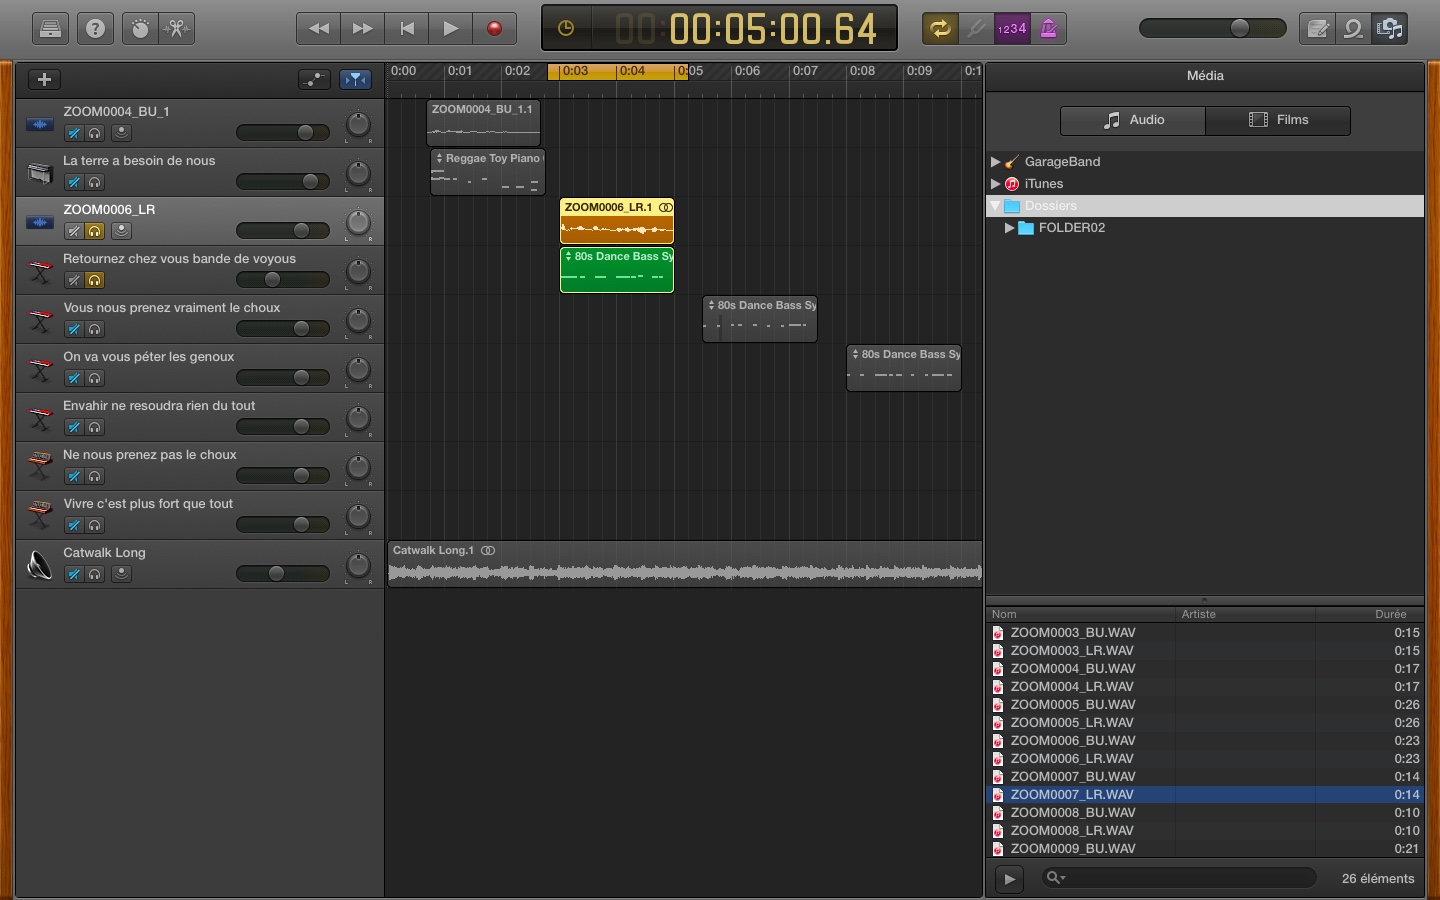 00:05:00.64
1234
0:00 0:01 0:02 0:03 0:04 0:05 0:06 0:07 0:08 0:09 0:1
Média
Audio Films
GarageBand
iTunes
Dossiers
FOLDER02
ZOOM0004_BU_1
L R
ZOOM0004_BU_1.1
La terre a besoin de nous
L R
Reggae Toy Piano
ZOOM0006_LR
L R
ZOOM0006_LR.1
Retournez chez vous bande de voyous
L R
80s Dance Bass Sy
Vous nous prenez vraiment le choux
L R
80s Dance Bass Sy
On va vous péter les genoux
L R
80s Dance Bass Sy
Envahir ne resoudra rien du tout
L R
Ne nous prenez pas le choux
L R
Vivre c'est plus fort que tout
L R
Catwalk Long
L R
Catwalk Long.1
Nom Artiste Durée
ZOOM0003_BU.WAV 0:15
ZOOM0003_LR.WAV 0:15
ZOOM0004_BU.WAV 0:17
ZOOM0004_LR.WAV 0:17
ZOOM0005_BU.WAV 0:26
ZOOM0005_LR.WAV 0:26
ZOOM0006_BU.WAV 0:23
ZOOM0006_LR.WAV 0:23
ZOOM0007_BU.WAV 0:14
ZOOM0007_LR.WAV 0:14
ZOOM0008_BU.WAV 0:10
ZOOM0008_LR.WAV 0:10
ZOOM0009_BU.WAV 0:21
26 éléments